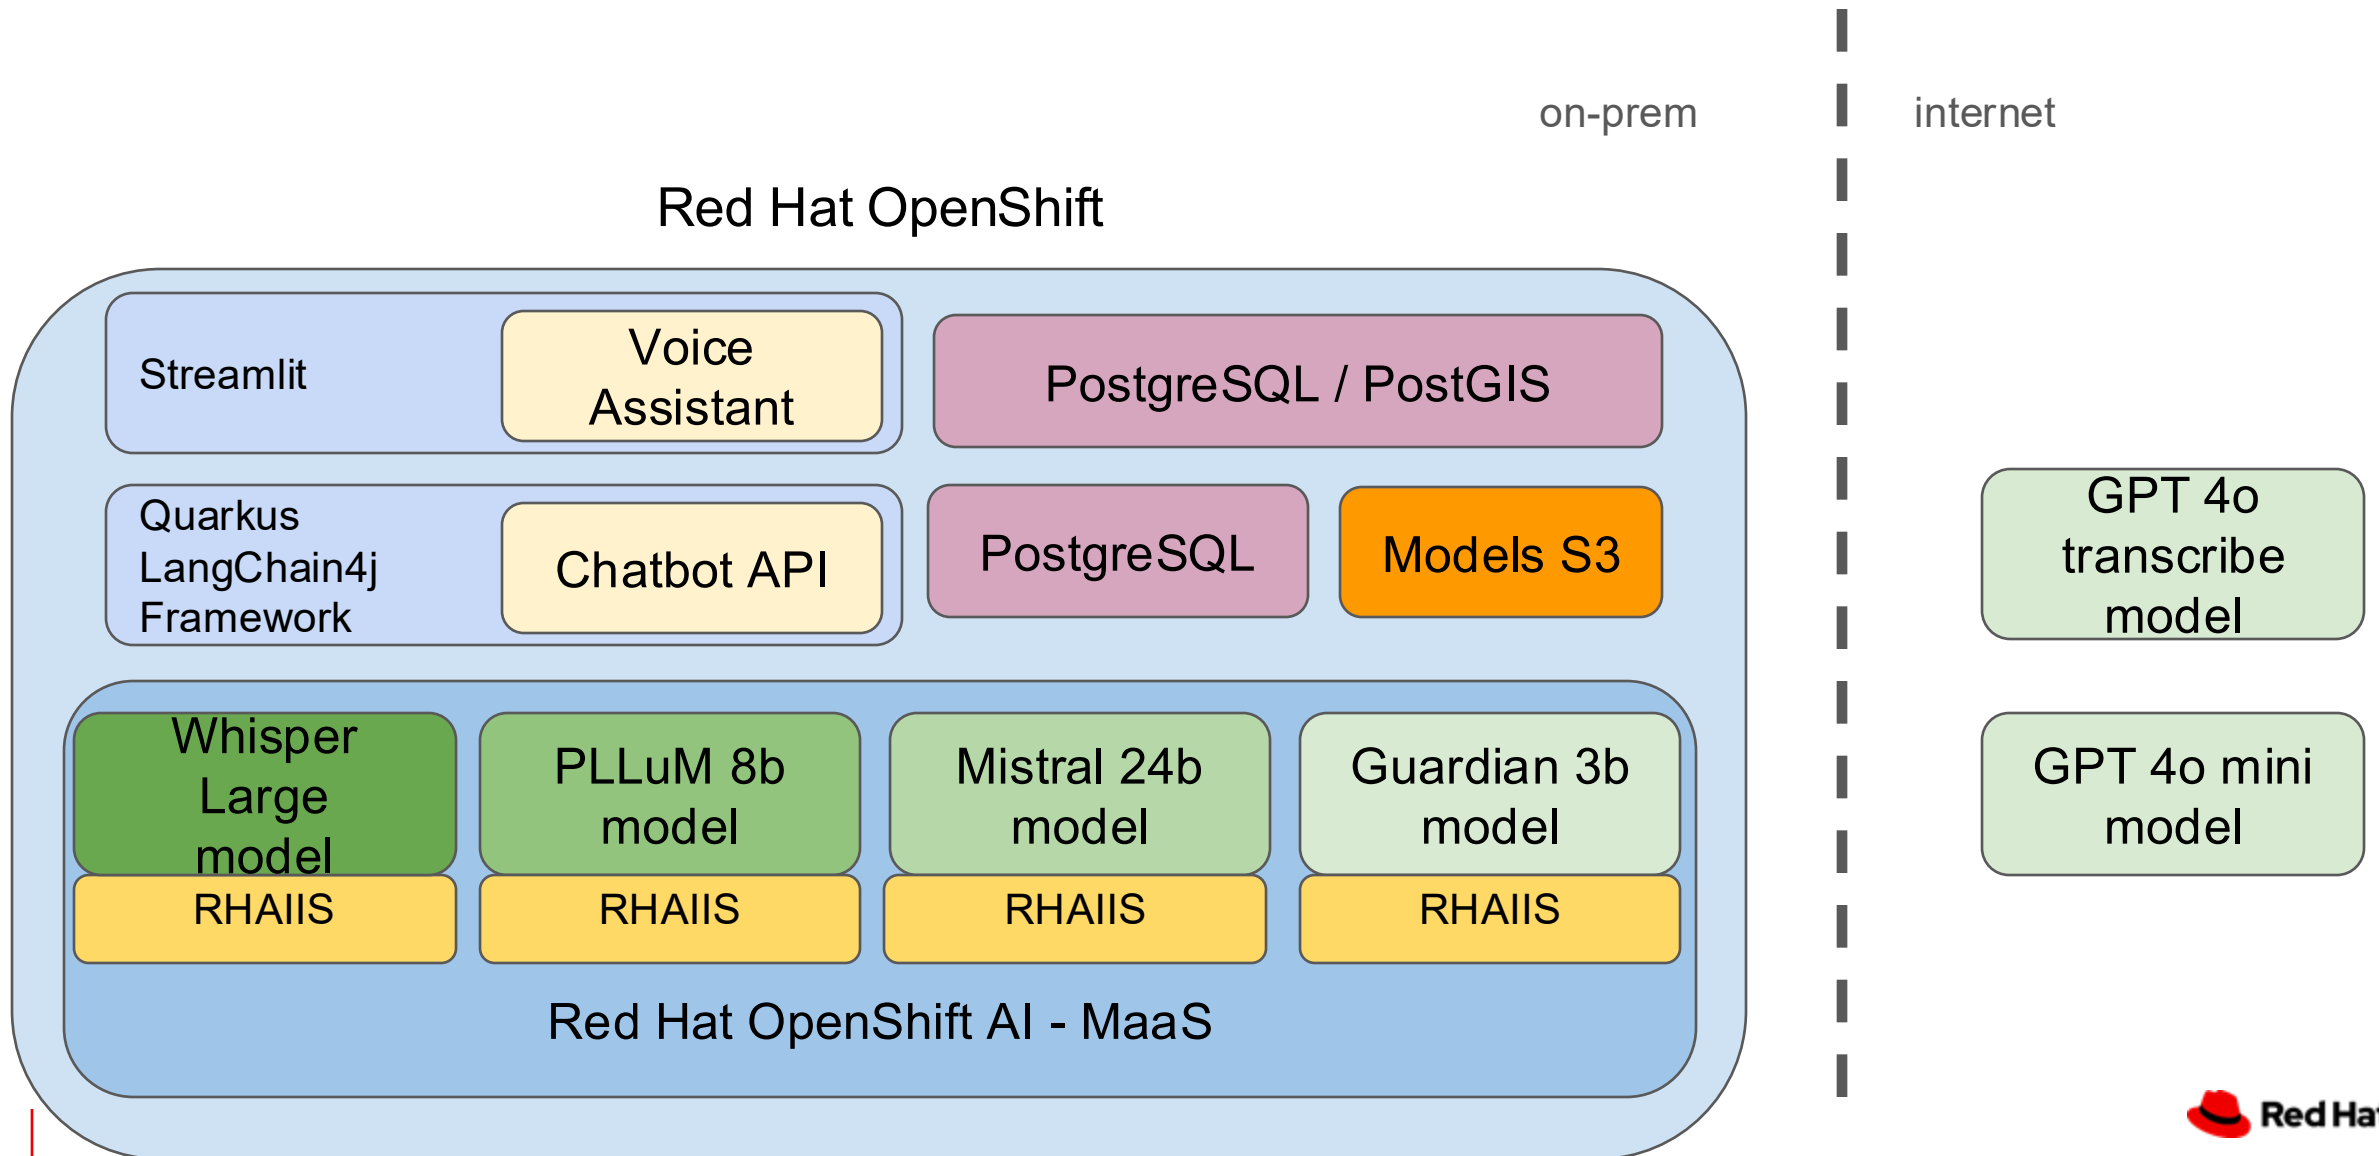 on-prem
internet
Red Hat OpenShift
Streamlit
Voice
Assistant
PostgreSQL / PostGIS
Quarkus
LangChain4j
Framework
Chatbot API
PostgreSQL
Models S3
GPT 4o
transcribe
model
Whisper
Large
model
PLLuM 8b
model
Mistral 24b
model
Guardian 3b
model
GPT 4o mini
model
RHAIIS
RHAIIS
RHAIIS
RHAIIS
Red Hat OpenShift AI - MaaS
Red Hat